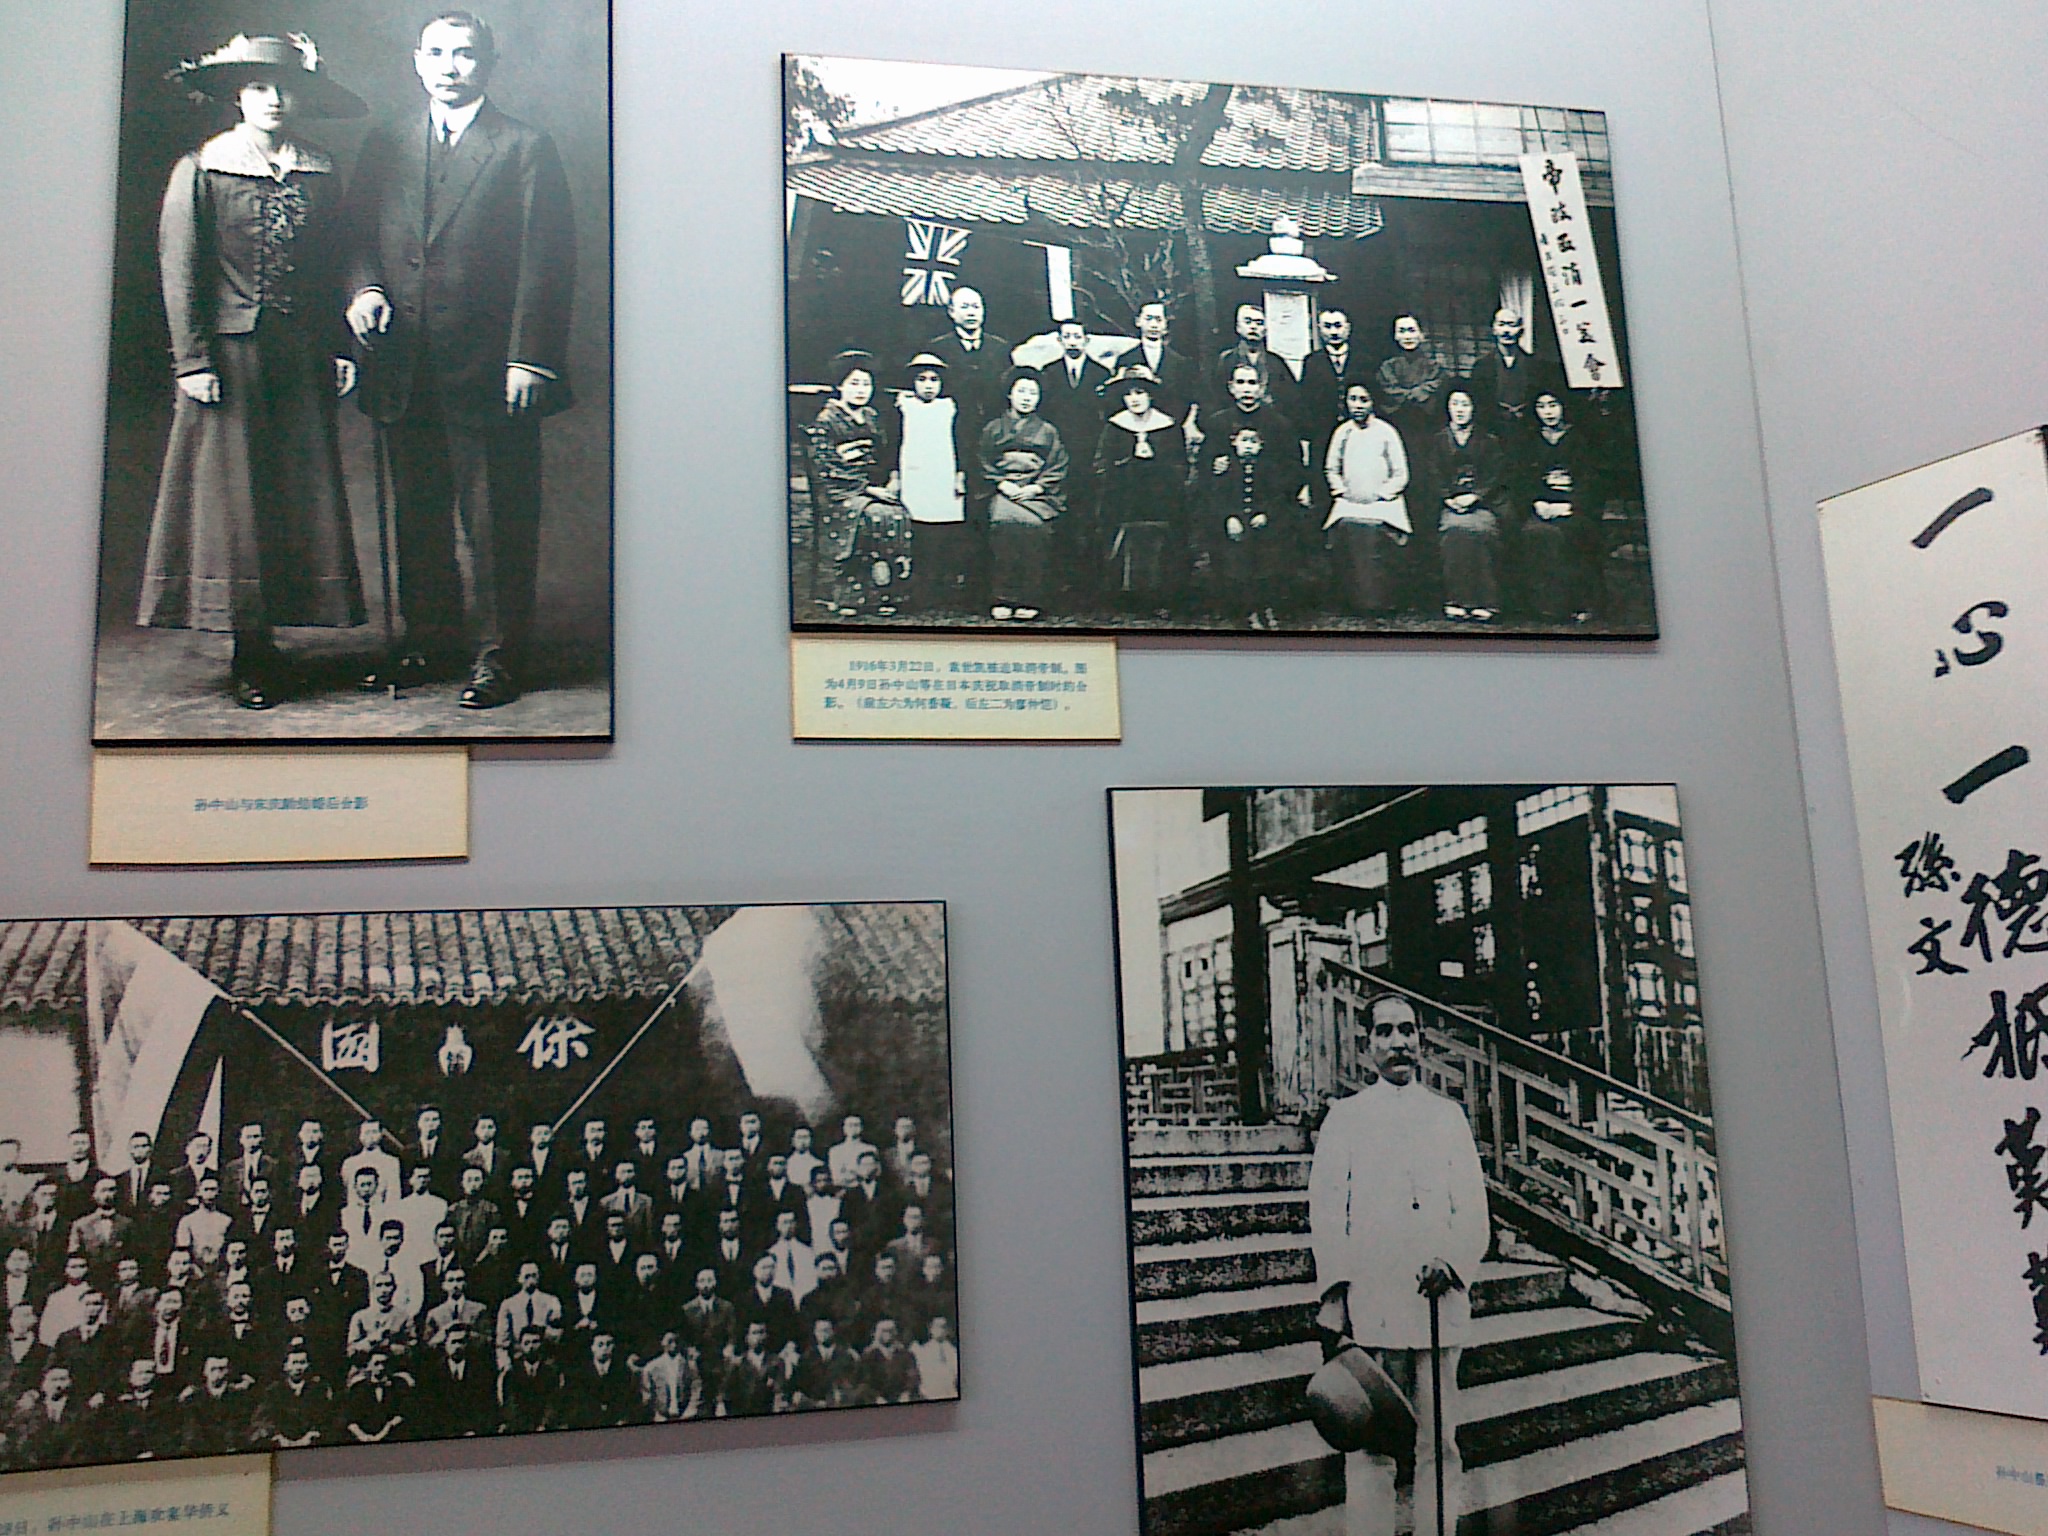 帝政取消一笑會
1916年3月22日，袁世凯被迫取消帝制。图
为4月9日孙中山等在日本庆祝取消帝制时的合
影。（前左六为何香凝，后左二为廖仲恺）。
孙中山与宋庆龄结婚后合影
國 保
孙中山在上海欢宴华侨义
一心一
德
孫文
孙中山